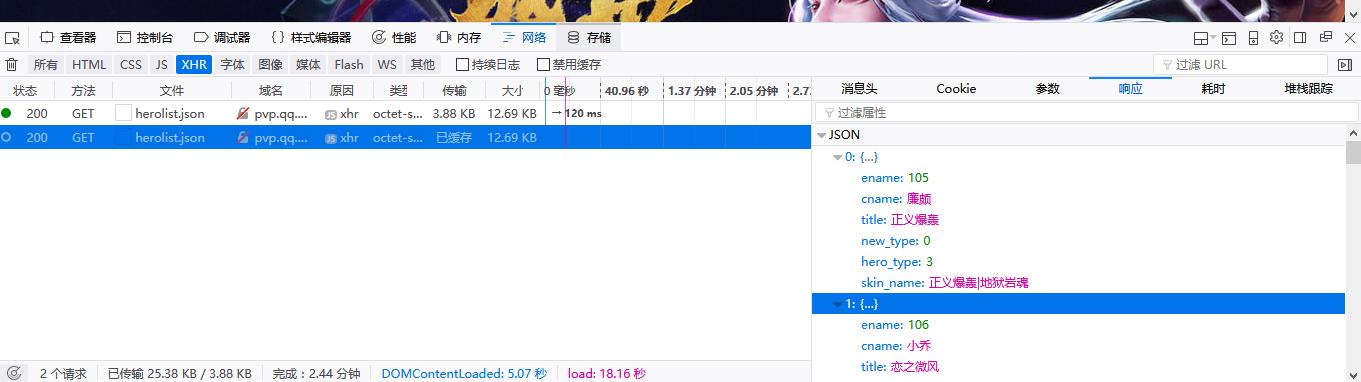 查看器 控制台 调试器 样式编辑器 性能 内存 网络 存储
所有 HTML CSS JS XHR 字体 图像 媒体 Flash WS 其他 持续日志 禁用缓存 过滤 URL
状态 方法 文件 域名 原因 类型 传输 大小 0 毫秒 40.96 秒 1.37 分钟 2.05 分钟 2.7
200 GET herolist.json pvp.qq.... JS xhr octet-s... 3.88 KB 12.69 KB → 120 ms
200 GET herolist.json pvp.qq.... JS xhr octet-s... 已缓存 12.69 KB
2 个请求 已传输 25.38 KB / 3.88 KB 完成：2.44 分钟 DOMContentLoaded: 5.07 秒 load: 18.16 秒
消息头 Cookie 参数 响应 耗时 堆栈跟踪
过滤属性
JSON
0: {…}
ename: 105
cname: 廉颇
title: 正义爆轰
new_type: 0
hero_type: 3
skin_name: 正义爆轰|地狱岩魂
1: {…}
ename: 106
cname: 小乔
title: 恋之微风